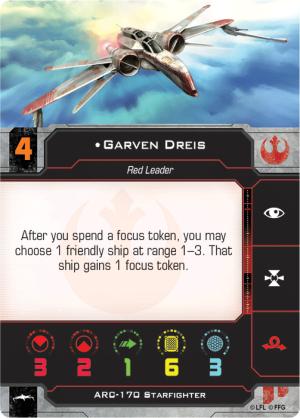 4
• Garven Dreis
Red Leader
After you spend a focus token, you may
choose 1 friendly ship at range 1–3. That
ship gains 1 focus token.
3 2 1 6 3
ARC-170 Starfighter
©LFL ©FFG